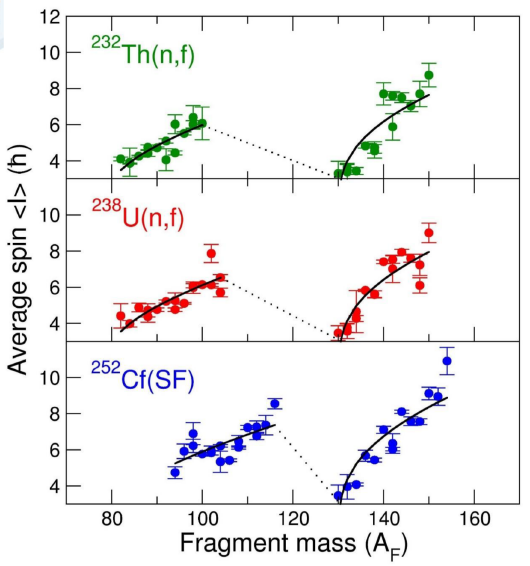 12
10
8
6
4
²³²Th(n,f)
10
8
6
4
²³⁸U(n,f)
10
8
6
4
²⁵²Cf(SF)
Average spin <I> (ħ)
80 100 120 140 160
Fragment mass (A_F)